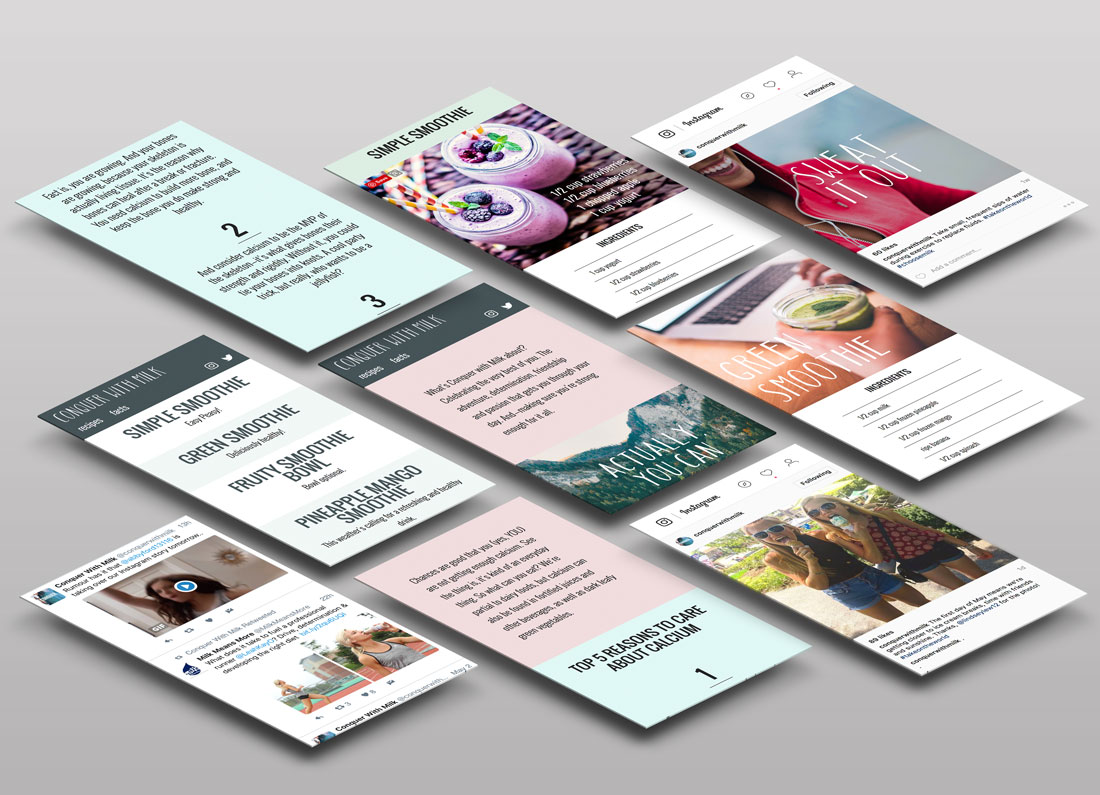 Fact is, you are growing. And your bones
are growing, because your skeleton is
actually living tissue. It's the reason why
bones can heal after a break or fracture.
You need calcium to build more bone, and
keep the bone you do make strong and
healthy.
2
And consider calcium to be the MVP of
the skeleton–it's what gives bones their
strength and rigidity. Without it, you could
tie your bones into knots. A cool party
trick, but really, who wants to be a
jellyfish?
3
SIMPLE SMOOTHIE
1/2 cup strawberries
1/2 cup blueberries
1 chopped apple
1 cup yogurt
INGREDIENTS
1 cup yogurt
1/2 cup strawberries
1/2 cup blueberries
Instagram
conquerwithmilk
Following
SWEAT
IT OUT
1w
60 likes
conquerwithmilk Take small, frequent sips of water
during exercise to replace fluids. #takeontheworld
#choosemilk
Add a comment...
CONQUER WITH MILK
recipes facts
SIMPLE SMOOTHIE
Easy Peasy!
GREEN SMOOTHIE
Deliciously healthy!
FRUITY SMOOTHIE
BOWL
Bowl optional.
PINEAPPLE MANGO
SMOOTHIE
This weather's calling for a refreshing and healthy
drink.
CONQUER WITH MILK
recipes facts
What's Conquer with Milk about?
Celebrating the very best of you. The
adventure, determination, friendship
and passion that gets you through your
day. And–making sure you're strong
enough for it all.
ACTUALLY
YOU CAN
GREEN
SMOOTHIE
INGREDIENTS
1/2 cup milk
1/2 cup frozen pineapple
1/2 cup frozen mango
ripe banana
1/2 cup spinach
Conquer With Milk @conquerwithmilk 13h
Rumour has it that is
taking over our Instagram story tomorrow...
GIF
Conquer With Milk Retweeted
Milk Means More @MilkMeansMore 22h
What does it take to fuel a professional
runner @LeahKayO? Drive, determination &
developing the right diet.
3 8
Conquer With Milk @conquerwith... May 2
Chances are good that you (yes, YOU)
are not getting enough calcium. See
the thing is, it's kind of an everyday
thing. So what can you eat? We're
partial to dairy foods, but calcium can
also be found in fortified juices and
other beverages, as well as dark leafy
green vegetables.
TOP 5 REASONS TO CARE
ABOUT CALCIUM
1
Instagram
conquerwithmilk
Following
1d
69 likes
conquerwithmilk The first day of May means we're
getting closer to ice cream breaks, time with friends
and sunshine. Thanks for the photo!
#takeontheworld
conquerwithmilk